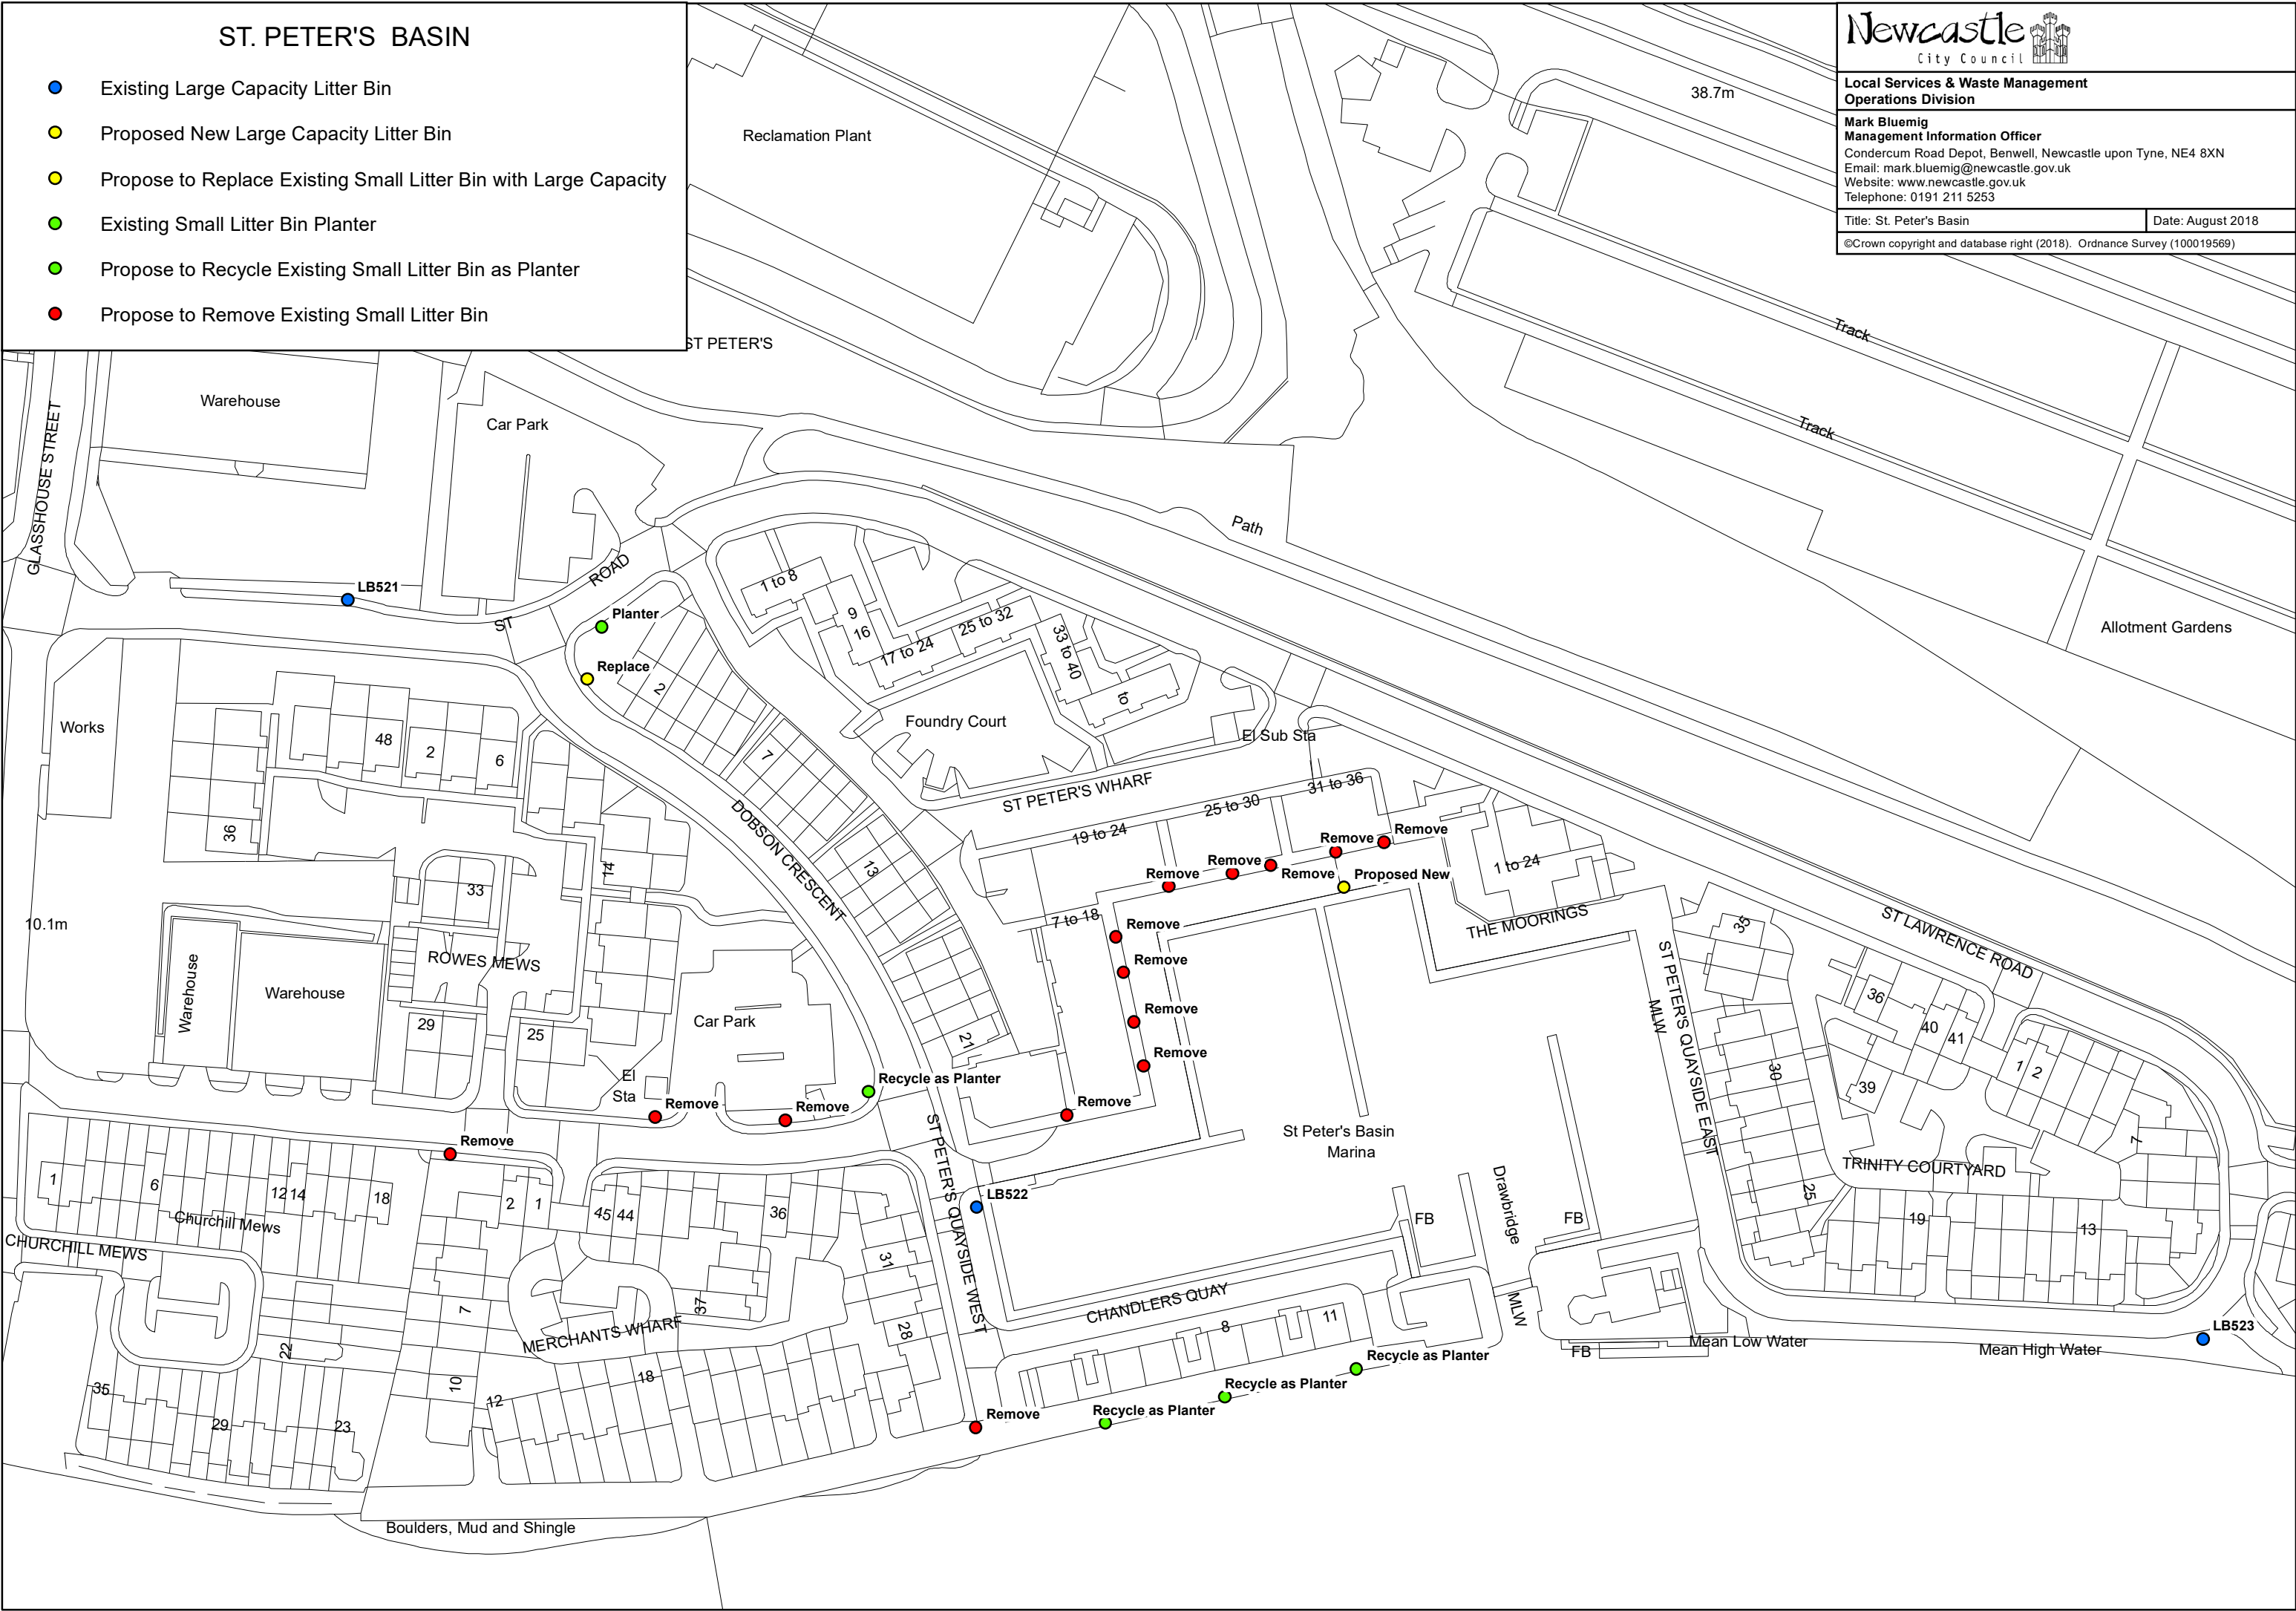 ST. PETER'S BASIN
Existing Large Capacity Litter Bin
Proposed New Large Capacity Litter Bin
Propose to Replace Existing Small Litter Bin with Large Capacity
Existing Small Litter Bin Planter
Propose to Recycle Existing Small Litter Bin as Planter
Propose to Remove Existing Small Litter Bin
Newcastle
City Council
Local Services & Waste Management
Operations Division
Mark Bluemig
Management Information Officer
Condercum Road Depot, Benwell, Newcastle upon Tyne, NE4 8XN
Email: mark.bluemig@newcastle.gov.uk
Website: www.newcastle.gov.uk
Telephone: 0191 211 5253
Title: St. Peter's Basin
Date: August 2018
©Crown copyright and database right (2018). Ordnance Survey (100019569)
38.7m
Reclamation Plant
ST PETER'S
Track
Track
Warehouse
Car Park
GLASSHOUSE STREET
Path
ROAD
ST
LB521
Planter
Replace
1 to 8
9
16
17 to 24
25 to 32
33 to 40
to
2
Allotment Gardens
Works
48
2
6
Foundry Court
El Sub Sta
7
36
ST PETER'S WHARF
31 to 36
25 to 30
19 to 24
DOBSON CRESCENT
14
13
33
Remove
Remove
Remove
Remove
Remove
Proposed New
1 to 24
7 to 18
THE MOORINGS
10.1m
Remove
Remove
Remove
Remove
Remove
ROWES MEWS
Warehouse
Warehouse
29
25
Car Park
21
35
ST LAWRENCE ROAD
ST PETER'S QUAYSIDE EAST
MLW
36
40
41
39
1
2
7
30
25
El
Sta
Remove
Remove
Recycle as Planter
Remove
St Peter's Basin
Marina
TRINITY COURTYARD
19
13
1
6
12
14
18
Churchill Mews
CHURCHILL MEWS
2
1
45
44
36
31
28
37
ST PETER'S QUAYSIDE WEST
LB522
FB
Drawbridge
FB
MLW
CHANDLERS QUAY
8
11
7
MERCHANTS WHARF
22
10
12
18
35
29
23
Remove
Recycle as Planter
Recycle as Planter
Recycle as Planter
FB
Mean Low Water
Mean High Water
LB523
Boulders, Mud and Shingle